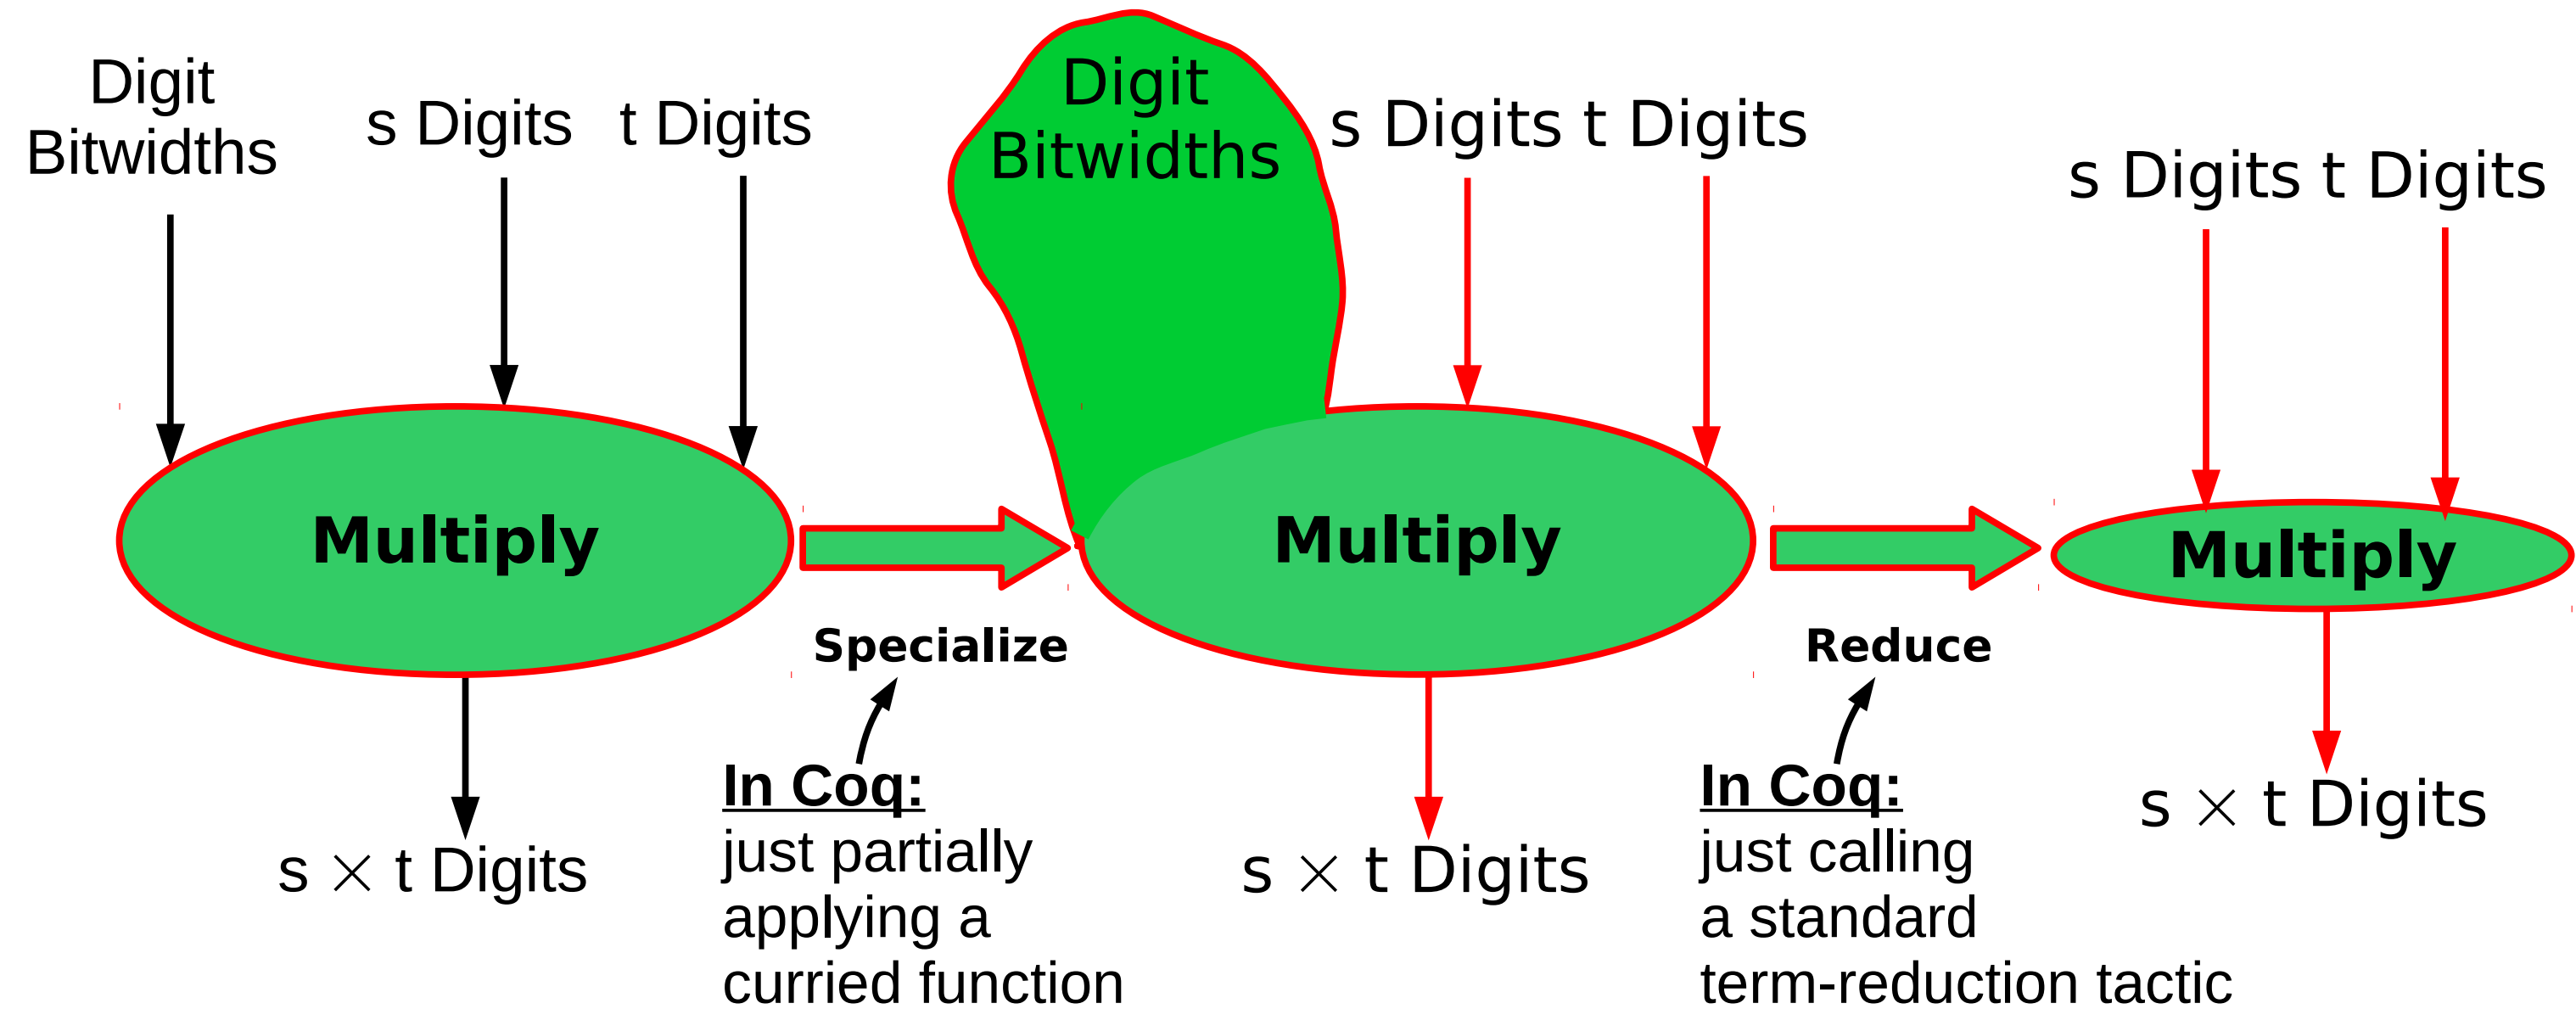 Digit
Bitwidths
s Digits
t Digits
Multiply
s × t Digits
Specialize
In Coq:
just partially
applying a
curried function
Digit
Bitwidths
s Digits
t Digits
Multiply
s × t Digits
Reduce
In Coq:
just calling
a standard
term-reduction tactic
s Digits
t Digits
Multiply
s × t Digits